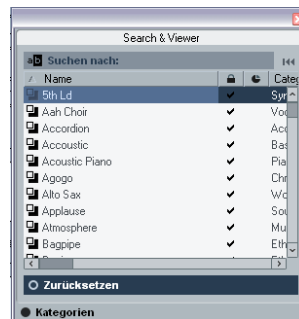 Search & Viewer
Suchen nach:
Name
5th Ld
Aah Choir
Accordion
Accoustic
Acoustic Piano
Agogo
Alto Sax
Applause
Atmosphere
Bagpipe
Zurücksetzen
Kategorien